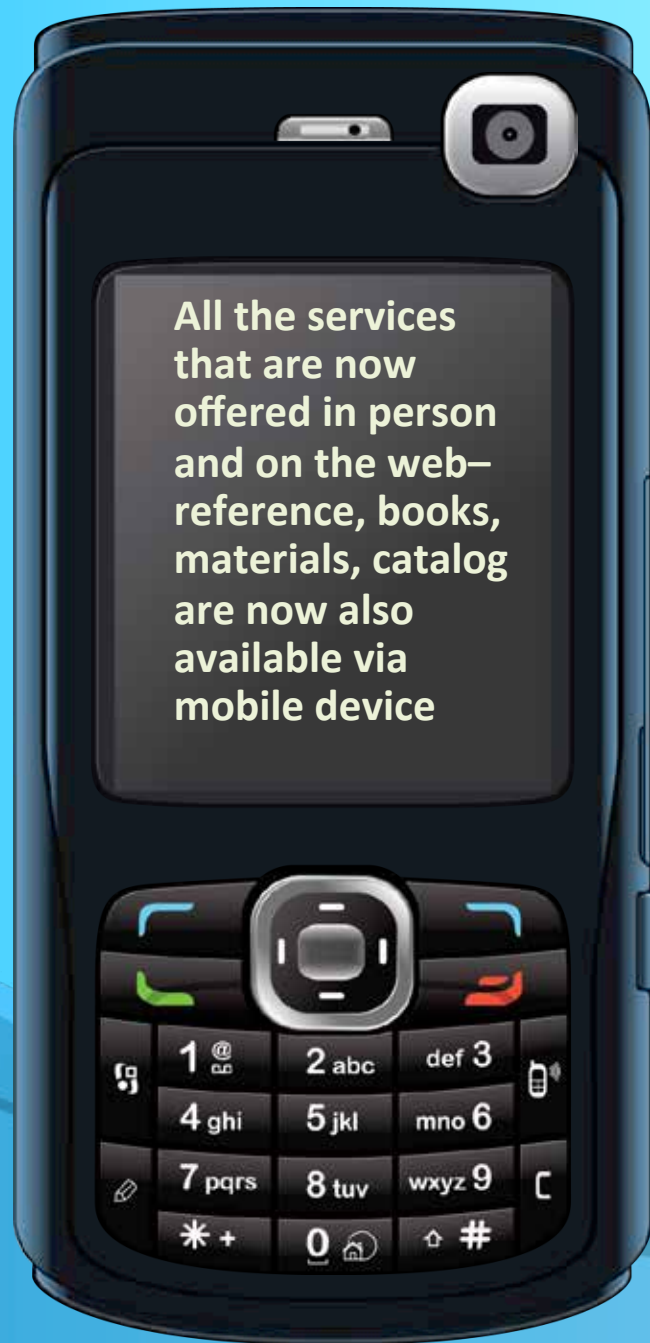 All the services
that are now
offered in person
and on the web–
reference, books,
materials, catalog
are now also
available via
mobile device
1 @
2 abc
def 3
4 ghi
5 jkl
mno 6
7 pqrs
8 tuv
wxyz 9
C
* +
0
#